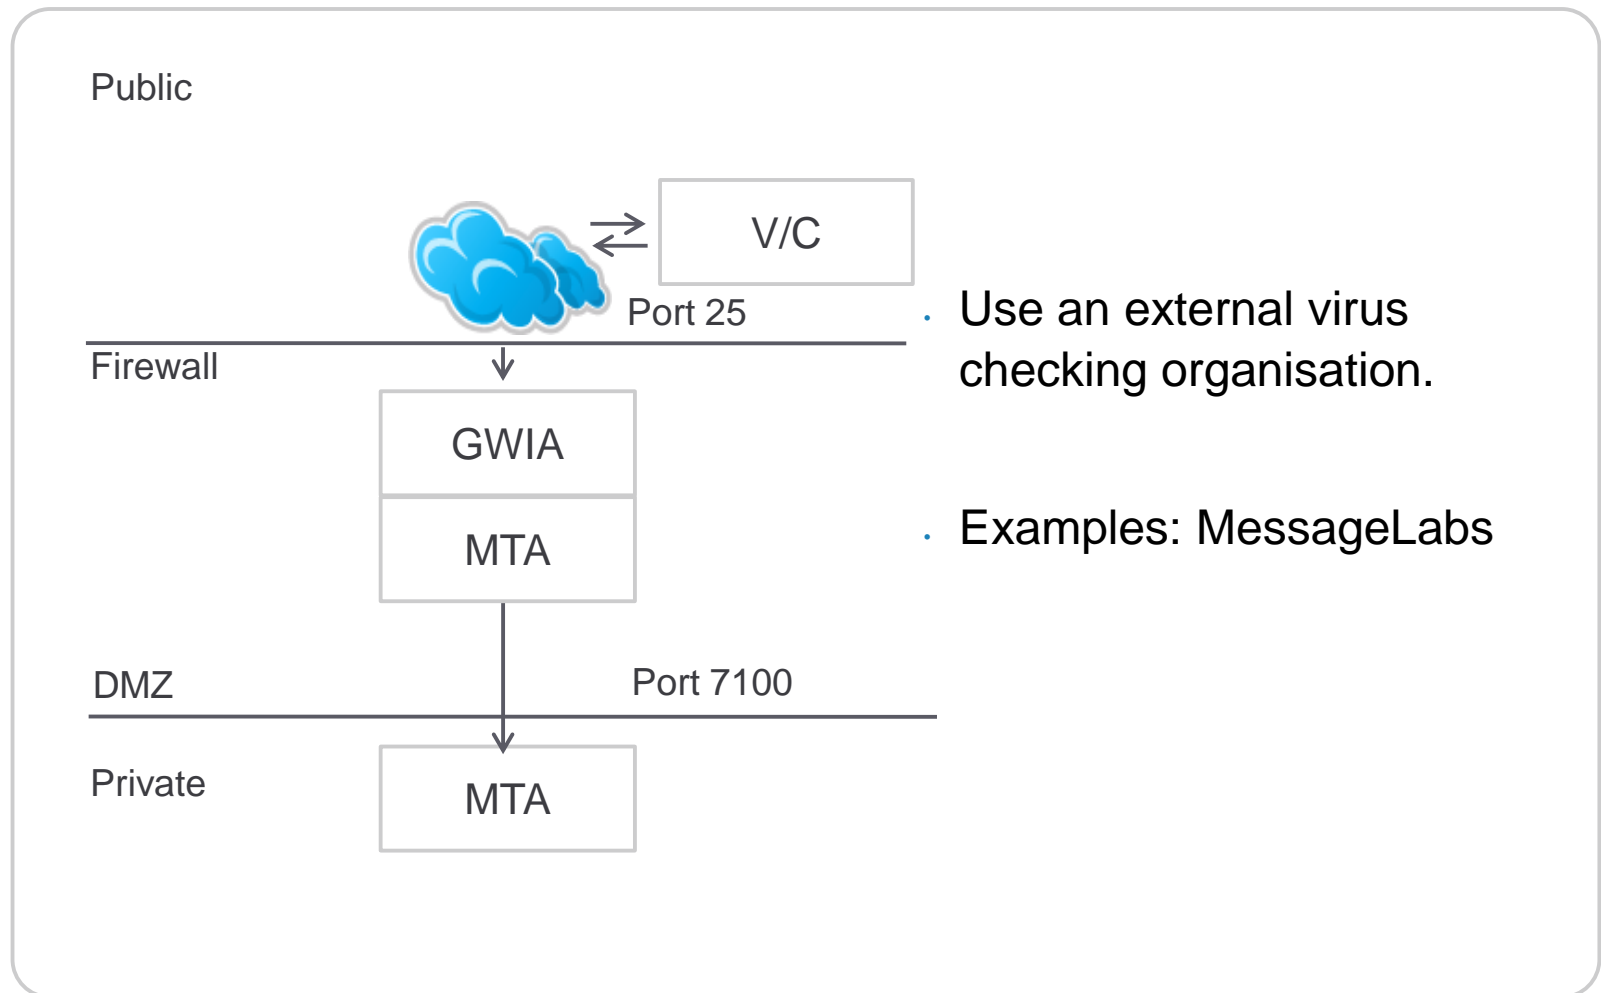 Public
V/C
Port 25
Firewall
GWIA
MTA
DMZ
Port 7100
Private
MTA
· Use an external virus
checking organisation.
· Examples: MessageLabs